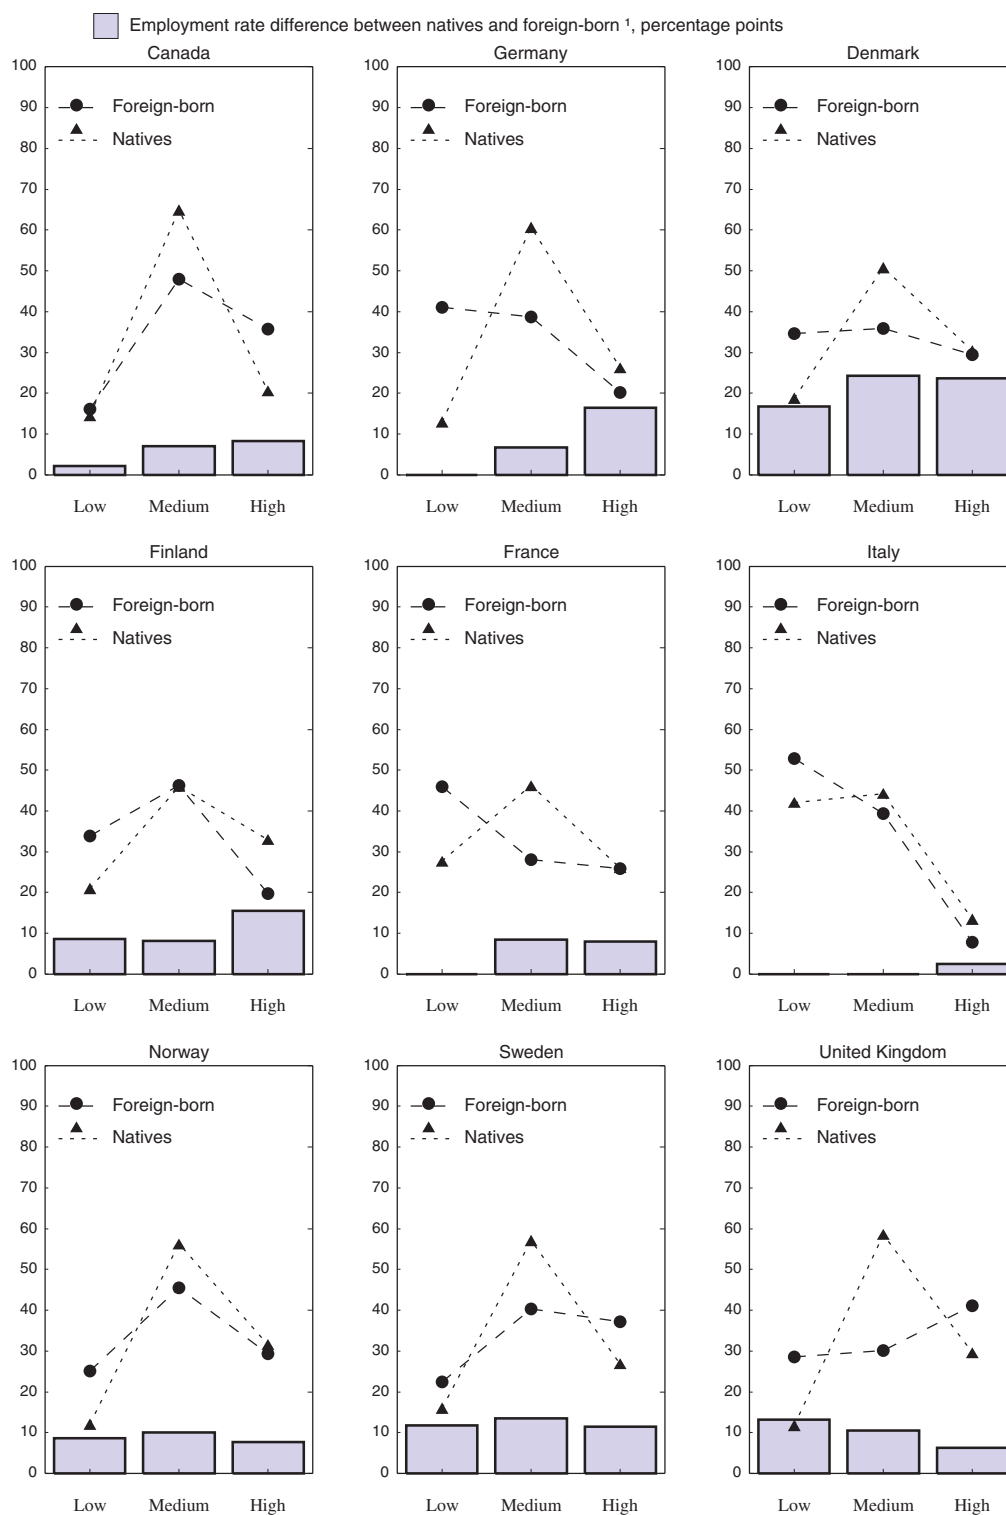 Employment rate difference between natives and foreign-born ¹, percentage points
Canada
100
90
80
70
60
50
40
30
20
10
0
Foreign-born
Natives
Low Medium High
Germany
100
90
80
70
60
50
40
30
20
10
0
Foreign-born
Natives
Low Medium High
Denmark
100
90
80
70
60
50
40
30
20
10
0
Foreign-born
Natives
Low Medium High
Finland
100
90
80
70
60
50
40
30
20
10
0
Foreign-born
Natives
Low Medium High
France
100
90
80
70
60
50
40
30
20
10
0
Foreign-born
Natives
Low Medium High
Italy
100
90
80
70
60
50
40
30
20
10
0
Foreign-born
Natives
Low Medium High
Norway
100
90
80
70
60
50
40
30
20
10
0
Foreign-born
Natives
Low Medium High
Sweden
100
90
80
70
60
50
40
30
20
10
0
Foreign-born
Natives
Low Medium High
United Kingdom
100
90
80
70
60
50
40
30
20
10
0
Foreign-born
Natives
Low Medium High